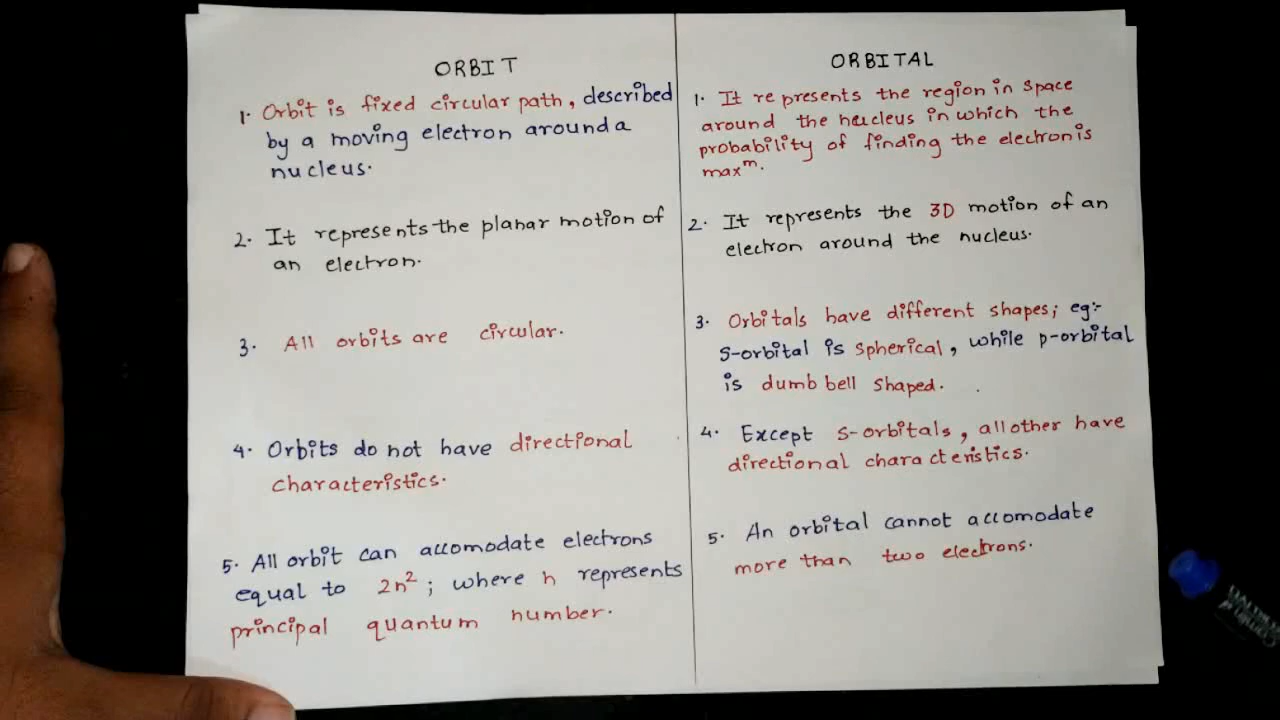 ORBIT
1. Orbit is fixed circular path, described
by a moving electron around a
nucleus.
2. It represents the planar motion of
an electron.
3. All orbits are circular.
4. Orbits do not have directional
characteristics.
5. All orbit can accomodate electrons
equal to 2n²; where n represents
principal quantum number.
ORBITAL
1. It represents the region in space
around the nucleus in which the
probability of finding the electron is
maxᵐ.
2. It represents the 3D motion of an
electron around the nucleus.
3. Orbitals have different shapes; eg:-
s-orbital is spherical, while p-orbital
is dumb bell shaped.
4. Except s-orbitals, all other have
directional characteristics.
5. An orbital cannot accomodate
more than two electrons.